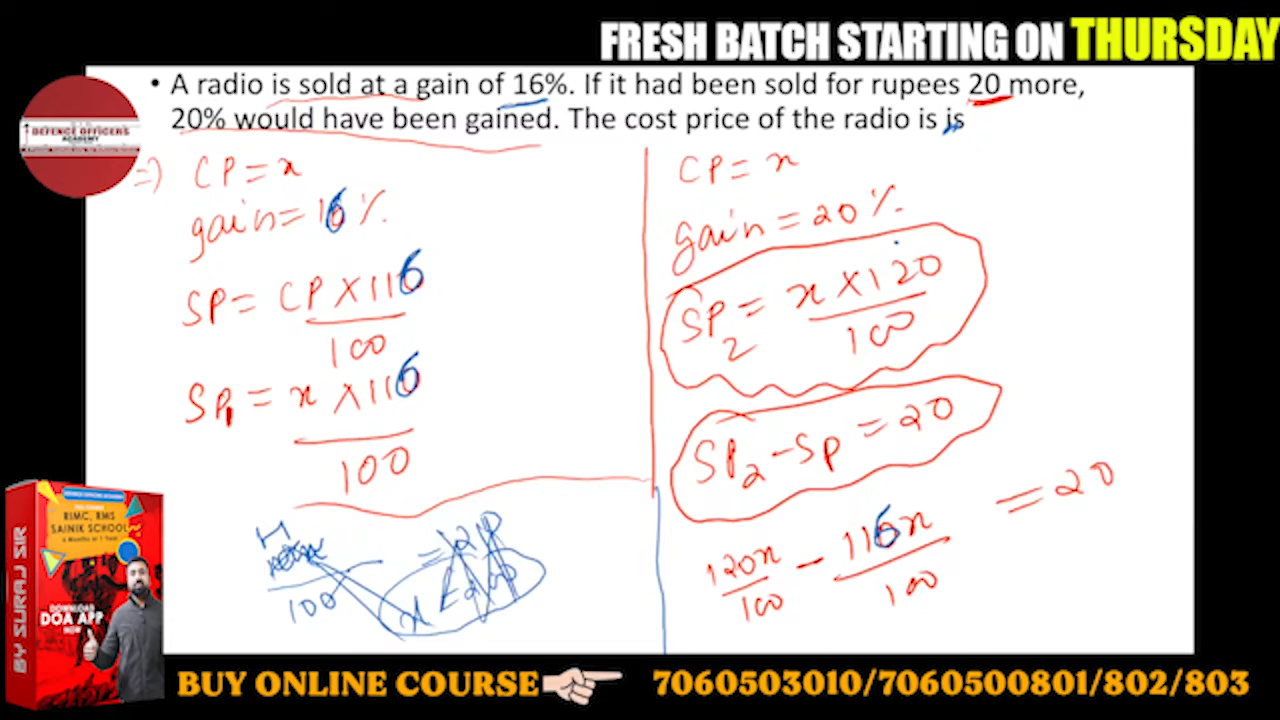 FRESH BATCH STARTING ON THURSDAY
• A radio is sold at a gain of 16%. If it had been sold for rupees 20 more,
20% would have been gained. The cost price of the radio is is
DEFENCE OFFICERS
ACADEMY
=) CP = x
gain = 16 %
SP = CP × 116
100
SP1 = x × 116
100
100
CP = x
gain = 20 %
SP2 = x × 120
100
SP2 - SP = 20
120x - 116x = 20
100 100
DEFENCE OFFICERS ACADEMY
RIMC, RMS
SAINIK SCHOOL
DOWNLOAD
DOA APP
NOW
BY SURAJ SIR
BUY ONLINE COURSE 7060503010/7060500801/802/803